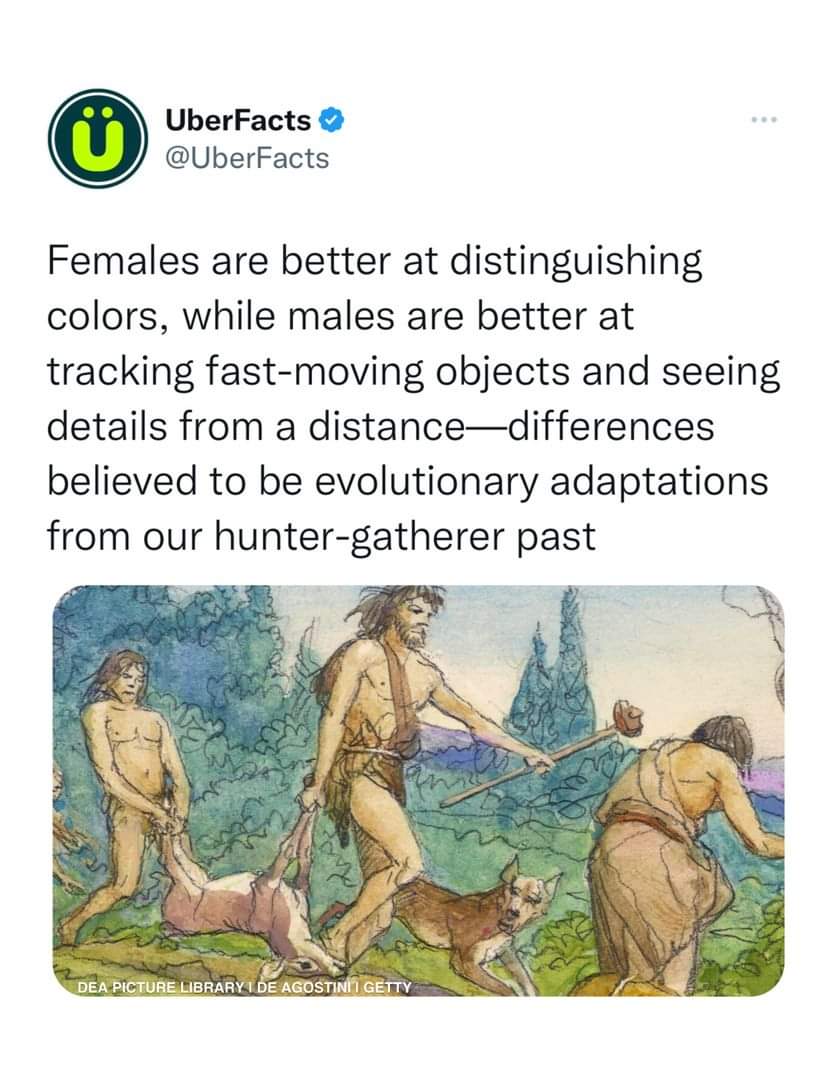 Ü
UberFacts
@UberFacts
Females are better at distinguishing
colors, while males are better at
tracking fast-moving objects and seeing
details from a distance—differences
believed to be evolutionary adaptations
from our hunter-gatherer past
DEA PICTURE LIBRARY I DE AGOSTINI I GETTY